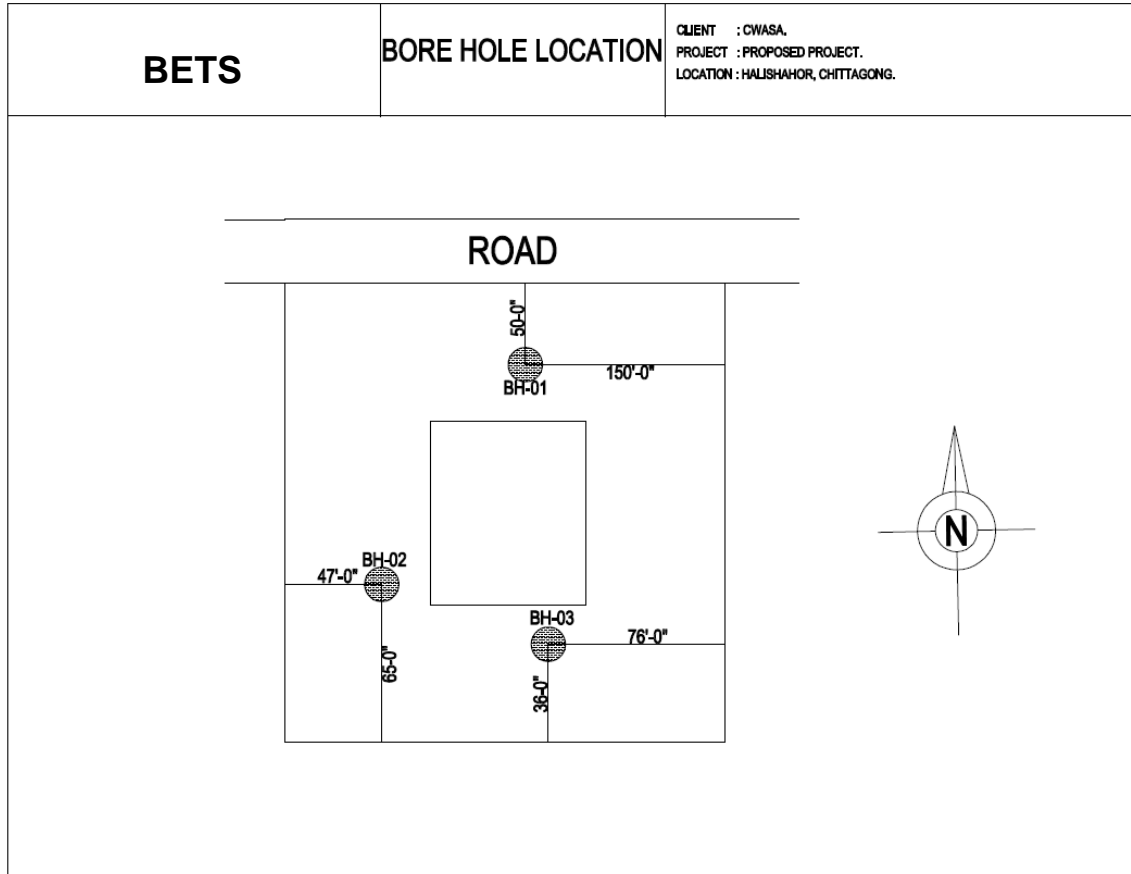 BETS
BORE HOLE LOCATION
CLIENT : CWASA.
PROJECT : PROPOSED PROJECT.
LOCATION : HALISHAHOR, CHITTAGONG.
ROAD
50-0"
150'-0"
BH-01
BH-02
47'-0"
65-0"
BH-03
76'-0"
36-0"
N